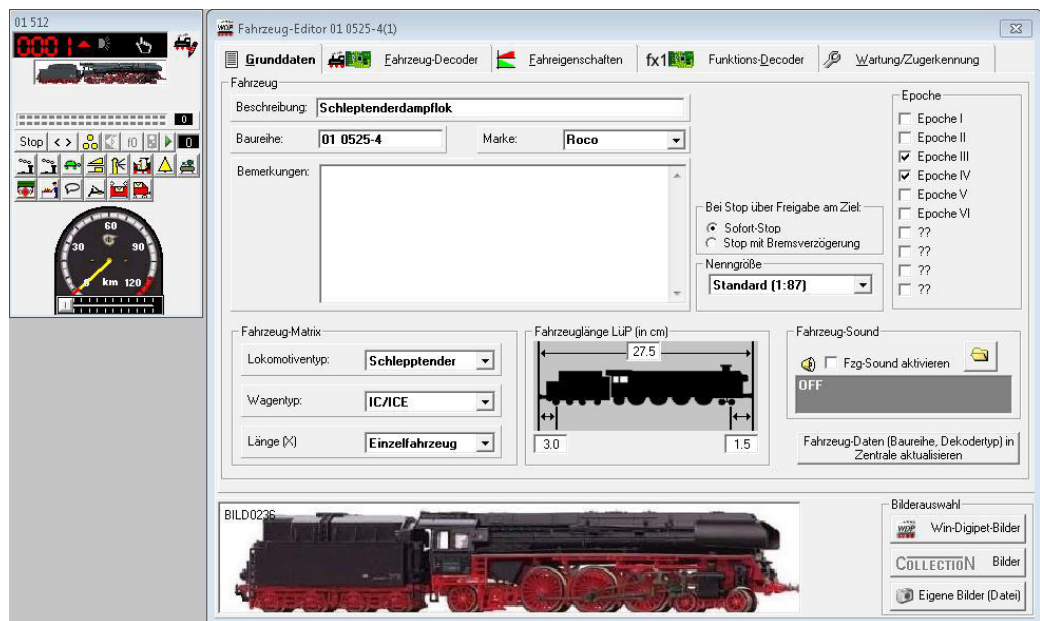 01 512
0001
0
Stop < > f0 0
60
30 90
0 km 120
Fahrzeug-Editor 01 0525-4(1)
Grunddaten Fahrzeug-Decoder Fahreigenschaften fx1 Funktions-Decoder Wartung/Zugerkennung
Fahrzeug
Beschreibung: Schleptenderdampflok
Baureihe: 01 0525-4 Marke: Roco
Bemerkungen:
Epoche
Epoche I
Epoche II
Epoche III
Epoche IV
Epoche V
Epoche VI
??
??
??
??
Bei Stop über Freigabe am Ziel:
Sofort-Stop
Stop mit Bremsverzögerung
Nenngröße
Standard (1:87)
Fahrzeug-Matrix
Lokomotiventyp: Schlepptender
Wagentyp: IC/ICE
Länge (X) Einzelfahrzeug
Fahrzeuglänge LüP (in cm)
27.5
3.0 1.5
Fahrzeug-Sound
Fzg-Sound aktivieren
OFF
Fahrzeug-Daten (Baureihe, Dekodertyp) in
Zentrale aktualisieren
BILD0236
Bilderauswahl
WDP Win-Digipet-Bilder
COLLECTION Bilder
Eigene Bilder (Datei)